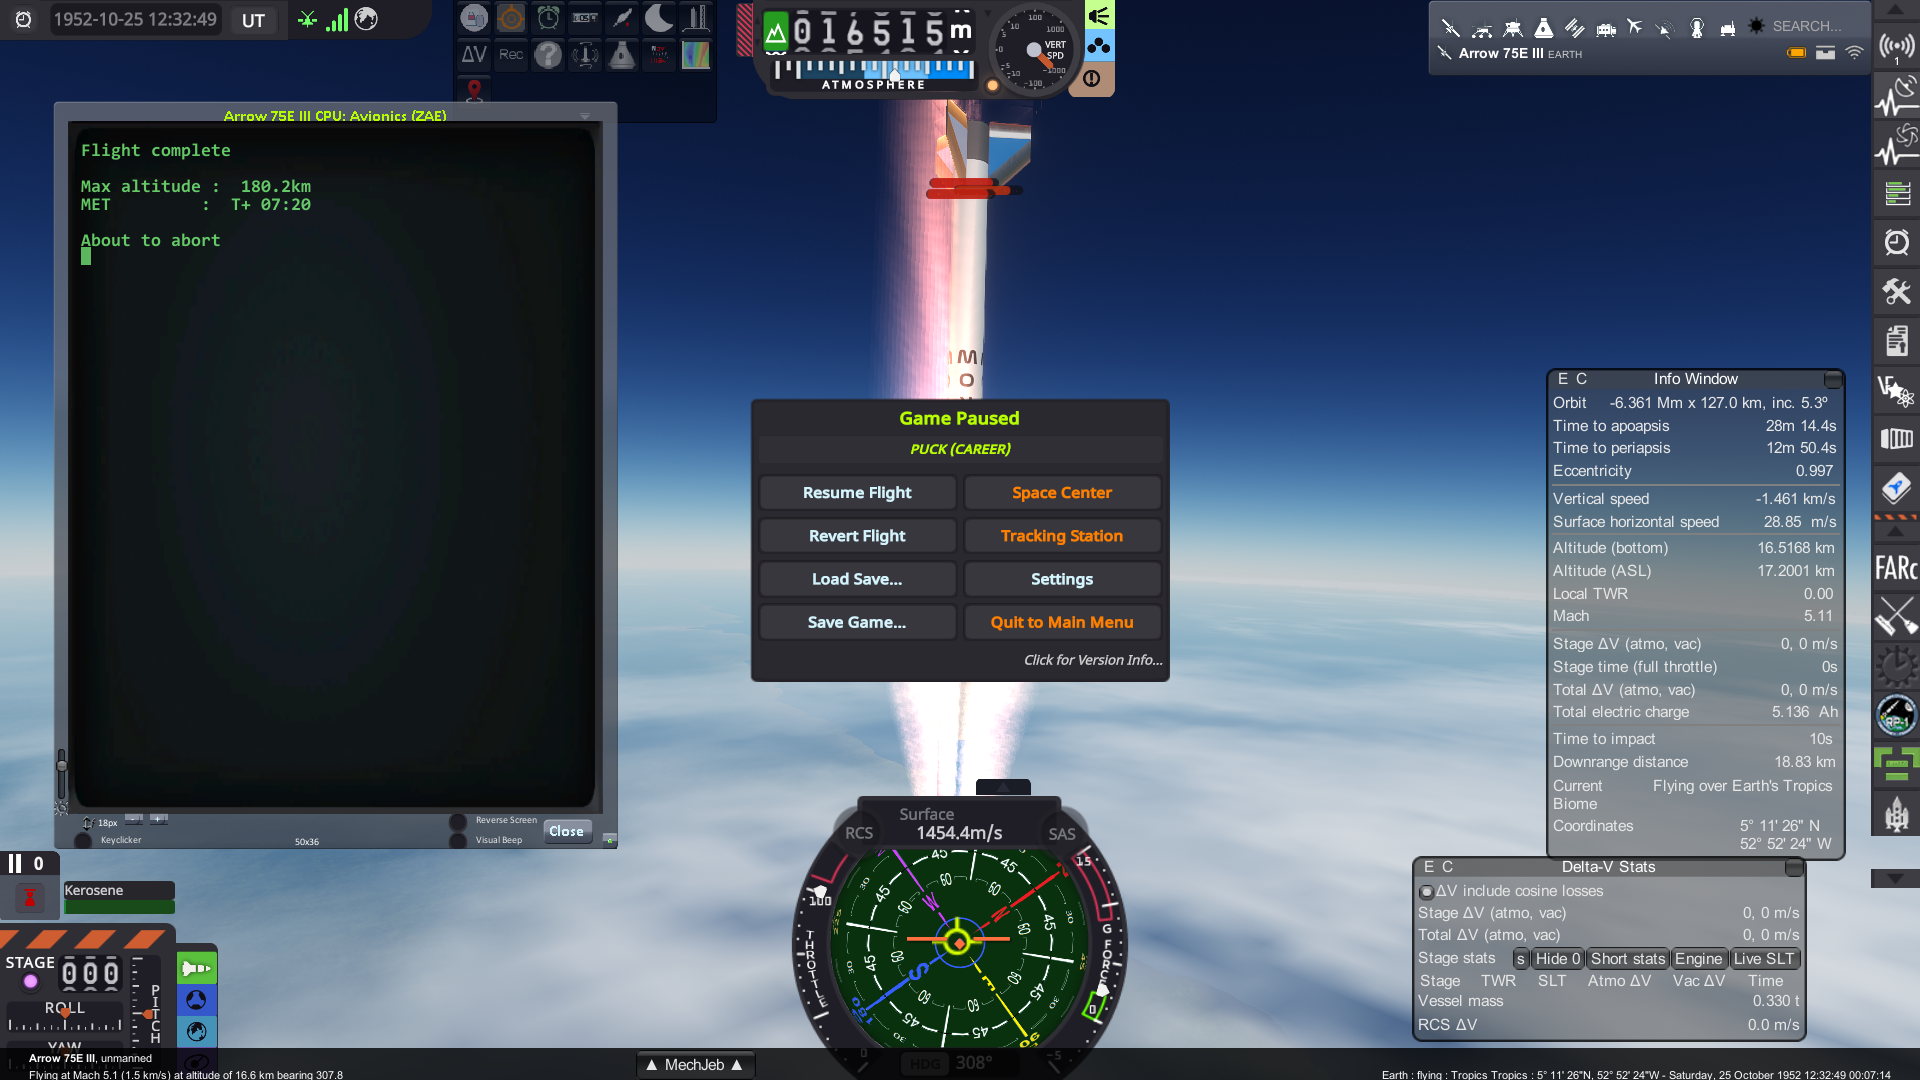 1952-10-25 12:32:49 UT
ΔV Rec
016515 m
ATMOSPHERE
VERT SPD
SEARCH...
Arrow 75E III EARTH
1
Arrow 75E III CPU: Avionics (ZAE)
Flight complete
Max altitude : 180.2km
MET : T+ 07:20
About to abort
18px
Keyclicker
50x36
Reverse Screen
Visual Beep
Close
Game Paused
PUCK (CAREER)
Resume Flight
Space Center
Revert Flight
Tracking Station
Load Save...
Settings
Save Game...
Quit to Main Menu
Click for Version Info...
E C Info Window
Orbit -6.361 Mm x 127.0 km, inc. 5.3º
Time to apoapsis 28m 14.4s
Time to periapsis 12m 50.4s
Eccentricity 0.997
Vertical speed -1.461 km/s
Surface horizontal speed 28.85 m/s
Altitude (bottom) 16.5168 km
Altitude (ASL) 17.2001 km
Local TWR 0.00
Mach 5.11
Stage ΔV (atmo, vac) 0, 0 m/s
Stage time (full throttle) 0s
Total ΔV (atmo, vac) 0, 0 m/s
Total electric charge 5.136 Ah
Time to impact 10s
Downrange distance 18.83 km
Current Biome Flying over Earth's Tropics
Coordinates 5° 11' 26" N
52° 52' 24" W
E C Delta-V Stats
ΔV include cosine losses
Stage ΔV (atmo, vac) 0, 0 m/s
Total ΔV (atmo, vac) 0, 0 m/s
Stage stats s Hide 0 Short stats Engine Live SLT
Stage TWR SLT Atmo ΔV Vac ΔV Time
Vessel mass 0.330 t
RCS ΔV 0.0 m/s
FARc
RP-1
Surface
1454.4m/s
RCS
SAS
THROTTLE
G FORCE
HDG 308°
0
Kerosene
STAGE 000
ROLL
PITCH
YAW
▲ MechJeb ▲
Arrow 75E III, unmanned
Flying at Mach 5.1 (1.5 km/s) at altitude of 16.6 km bearing 307.8
Earth : flying : Tropics Tropics : 5° 11' 26"N, 52° 52' 24"W - Saturday, 25 October 1952 12:32:49 00:07:14